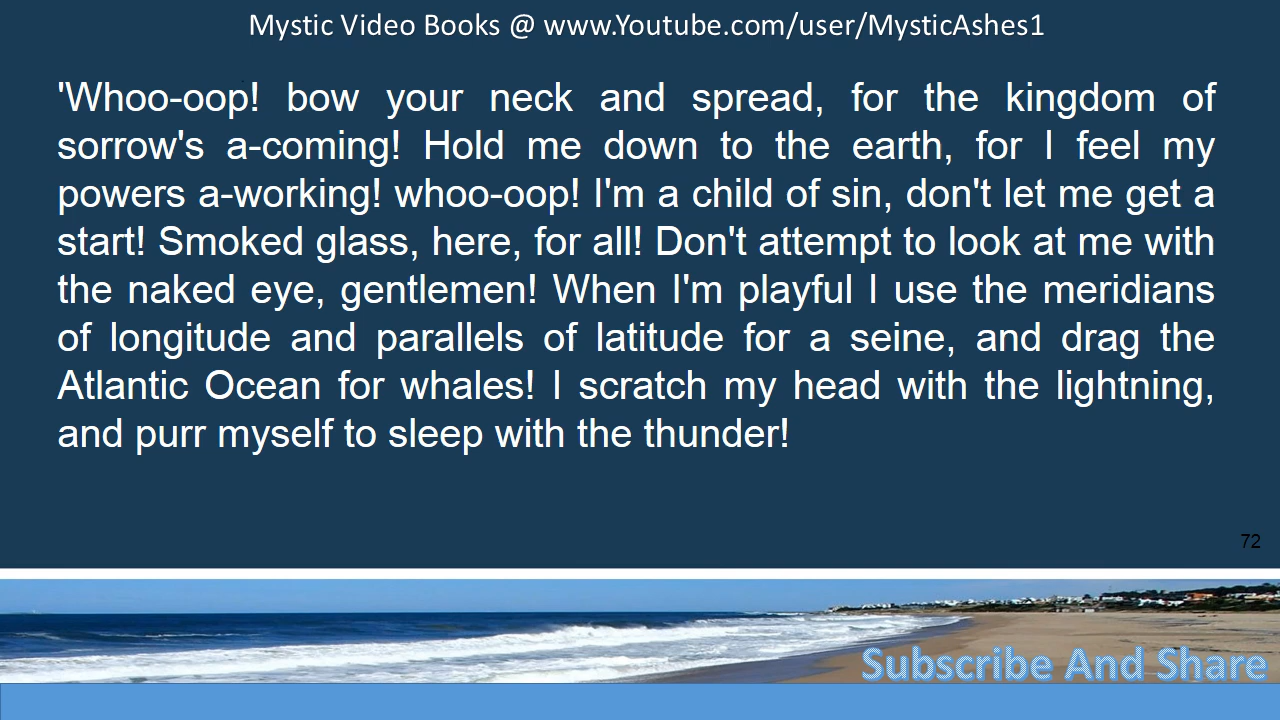 Mystic Video Books @ www.Youtube.com/user/MysticAshes1
'Whoo-oop! bow your neck and spread, for the kingdom of
sorrow's a-coming! Hold me down to the earth, for I feel my
powers a-working! whoo-oop! I'm a child of sin, don't let me get a
start! Smoked glass, here, for all! Don't attempt to look at me with
the naked eye, gentlemen! When I'm playful I use the meridians
of longitude and parallels of latitude for a seine, and drag the
Atlantic Ocean for whales! I scratch my head with the lightning,
and purr myself to sleep with the thunder!
72
Subscribe And Share